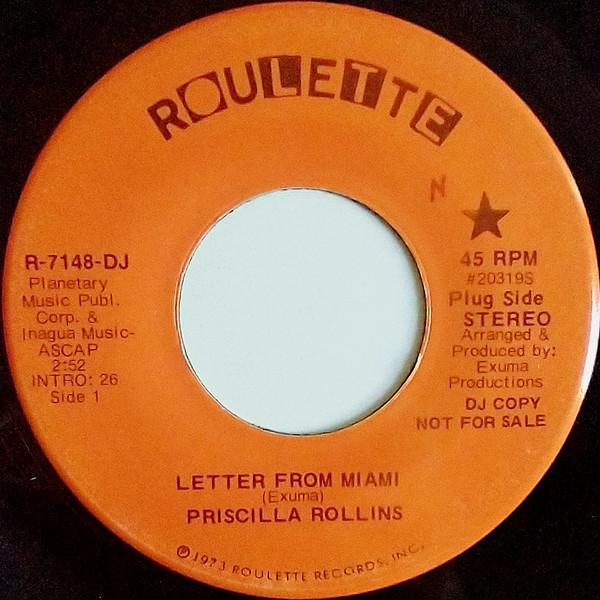 ROULETTE
N
R-7148-DJ
Planetary
Music Publ.
Corp. &
Inagua Music-
ASCAP
2:52
INTRO: 26
Side 1
45 RPM
#20319S
Plug Side
STEREO
Arranged &
Produced by:
Exuma
Productions
DJ COPY
NOT FOR SALE
LETTER FROM MIAMI
(Exuma)
PRISCILLA ROLLINS
℗ 1973 ROULETTE RECORDS, INC.